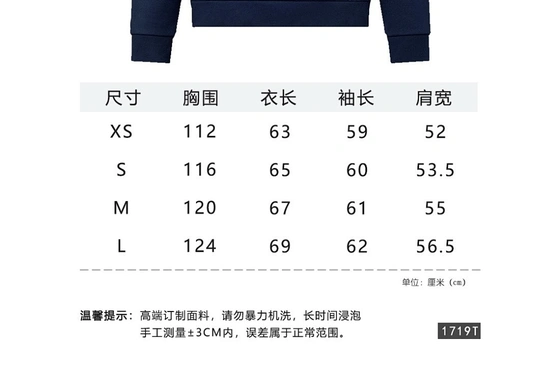 尺寸 胸围 衣长 袖长 肩宽
XS 112 63 59 52
S 116 65 60 53.5
M 120 67 61 55
L 124 69 62 56.5
单位: 厘米 (cm)
温馨提示: 高端订制面料，请勿暴力机洗，长时间浸泡
手工测量±3CM内，误差属于正常范围。
1719T